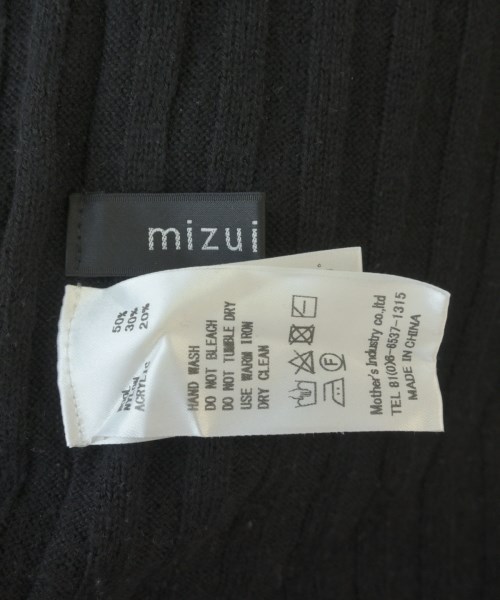 mizui
50%
30%
20%
ACRYLIC
HAND WASH
DO NOT BLEACH
DO NOT TUMBLE DRY
USE WARM IRON
DRY CLEAN
F
Mother's Industry co.,ltd
TEL 81(0)6-6537-1315
MADE IN CHINA